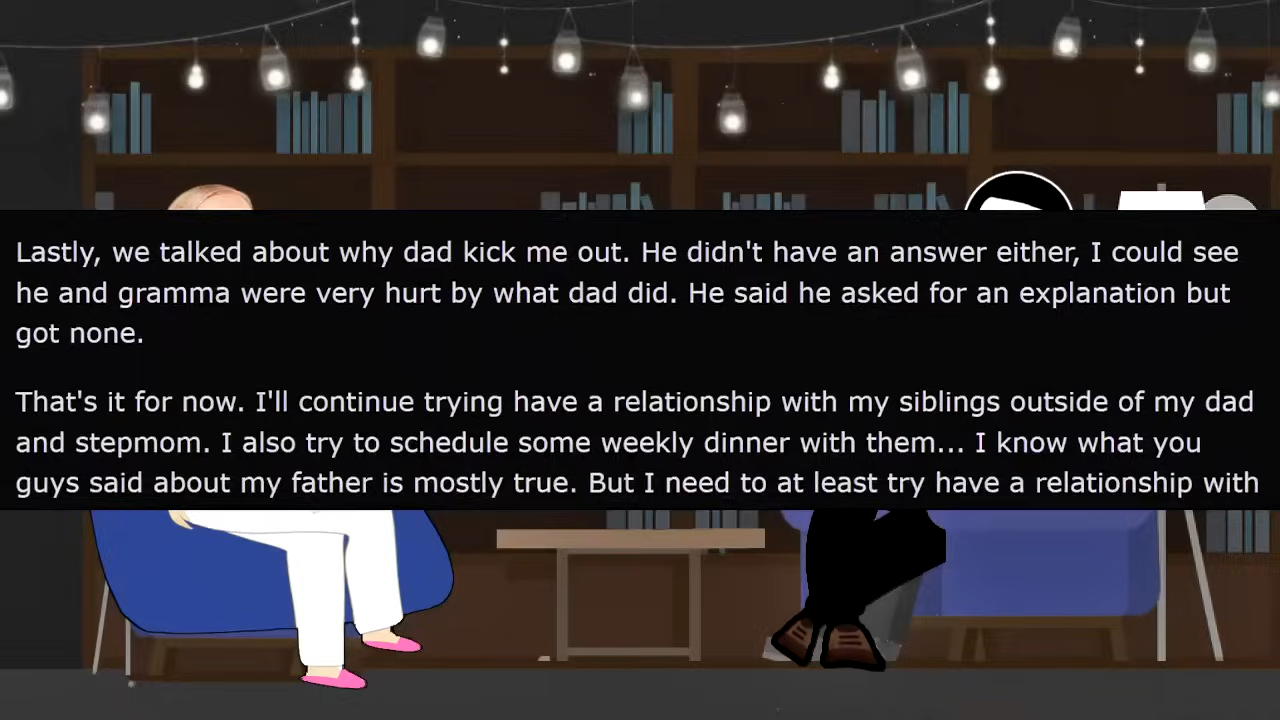 Lastly, we talked about why dad kick me out. He didn't have an answer either, I could see
he and gramma were very hurt by what dad did. He said he asked for an explanation but
got none.
That's it for now. I'll continue trying have a relationship with my siblings outside of my dad
and stepmom. I also try to schedule some weekly dinner with them... I know what you
guys said about my father is mostly true. But I need to at least try have a relationship with